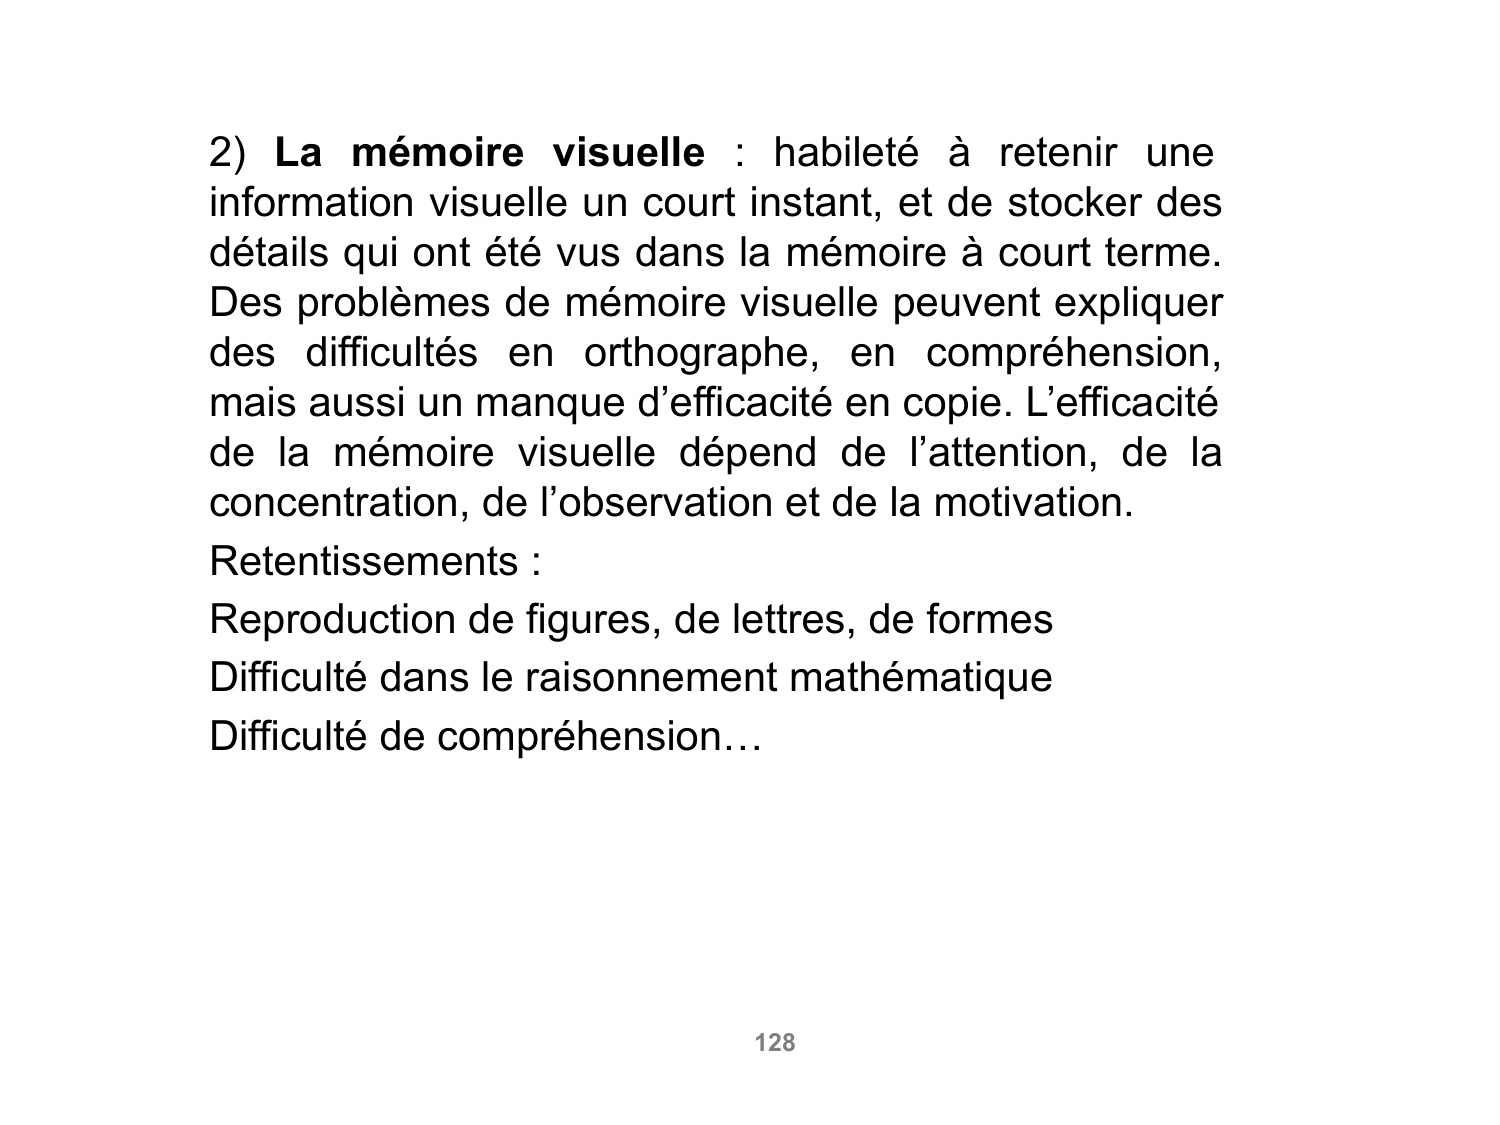 2) La mémoire visuelle : habileté à retenir une
information visuelle un court instant, et de stocker des
détails qui ont été vus dans la mémoire à court terme.
Des problèmes de mémoire visuelle peuvent expliquer
des difficultés en orthographe, en compréhension,
mais aussi un manque d’efficacité en copie. L’efficacité
de la mémoire visuelle dépend de l’attention, de la
concentration, de l’observation et de la motivation.
Retentissements :
Reproduction de figures, de lettres, de formes
Difficulté dans le raisonnement mathématique
Difficulté de compréhension…
128